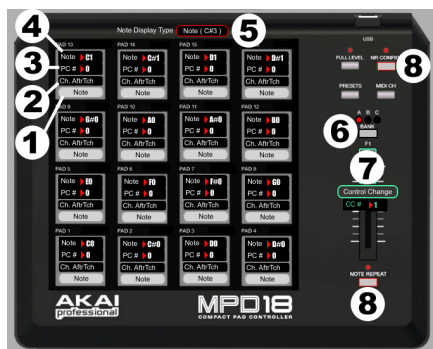 Note Display Type Note ( C#3 )
4
5
USB
PAD 13 PAD 14 PAD 15
Note C1 Note C#1 Note D1 Note D#1
3
PC # 0 PC # 0 PC # 0 PC # 0
2
Ch. AftrTch Ch. AftrTch Ch. AftrTch Ch. AftrTch
Note Note Note Note
1
FULL LEVEL NR CONFIG
8
PRESETS MIDI CH
PAD 9 PAD 10 PAD 11 PAD 12
Note G#0 Note A0 Note A#0 Note B0
PC # 0 PC # 0 PC # 0 PC # 0
Ch. AftrTch Ch. AftrTch Ch. AftrTch Ch. AftrTch
Note Note Note Note
A B C
6
BANK
F1
7
PAD 5 PAD 6 PAD 7 PAD 8
Note E0 Note F0 Note F#0 Note G0
PC # 0 PC # 0 PC # 0 PC # 0
Ch. AftrTch Ch. AftrTch Ch. AftrTch Ch. AftrTch
Note Note Note Note
Control Change
CC # 1
PAD 1 PAD 2 PAD 3 PAD 4
Note C0 Note C#0 Note D0 Note D#0
PC # 0 PC # 0 PC # 0 PC # 0
Ch. AftrTch Ch. AftrTch Ch. AftrTch Ch. AftrTch
Note Note Note Note
NOTE REPEAT
8
AKAI
professional
MPD18
COMPACT PAD CONTROLLER